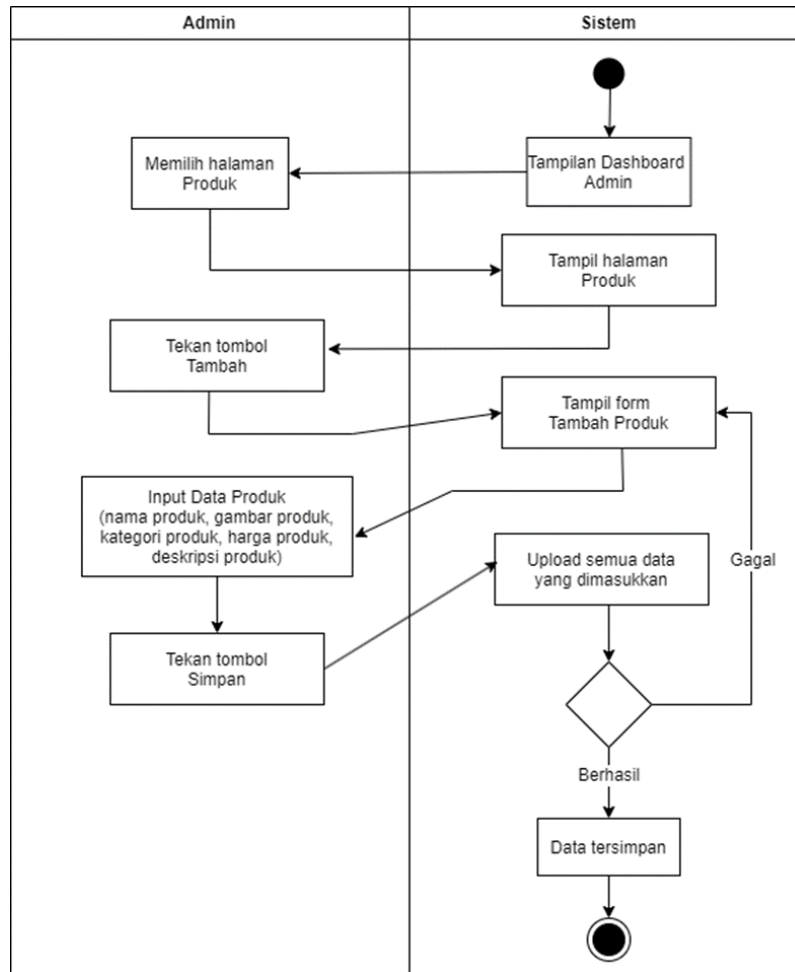 Admin
Sistem
Tampilan Dashboard
Admin
Memilih halaman
Produk
Tampil halaman
Produk
Tekan tombol
Tambah
Tampil form
Tambah Produk
Input Data Produk
(nama produk, gambar produk,
kategori produk, harga produk,
deskripsi produk)
Tekan tombol
Simpan
Upload semua data
yang dimasukkan
Gagal
Berhasil
Data tersimpan